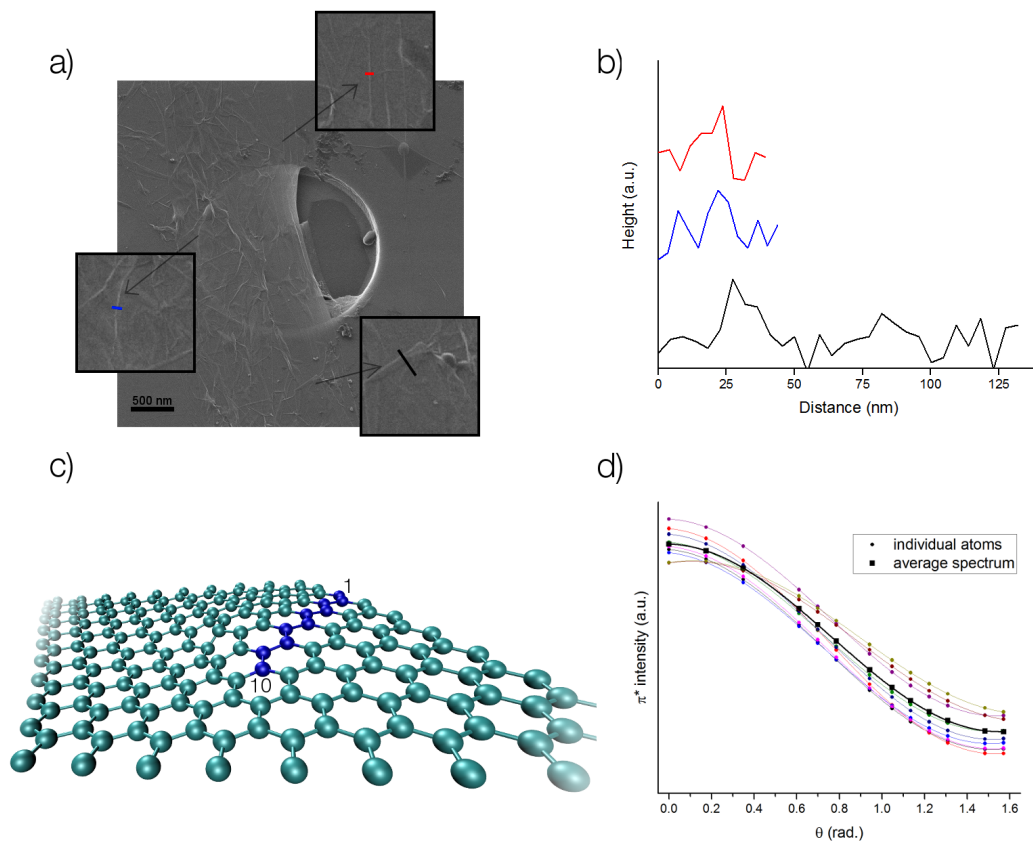 a)
500 nm
b)
Height (a.u.)
0 25 50 75 100 125
Distance (nm)
c)
1
10
d)
π* intensity (a.u.)
individual atoms
average spectrum
0.0 0.2 0.4 0.6 0.8 1.0 1.2 1.4 1.6
θ (rad.)